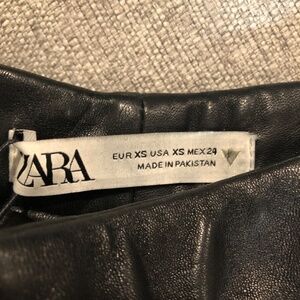 ZARA
EUR XS USA XS MEX 24
MADE IN PAKISTAN